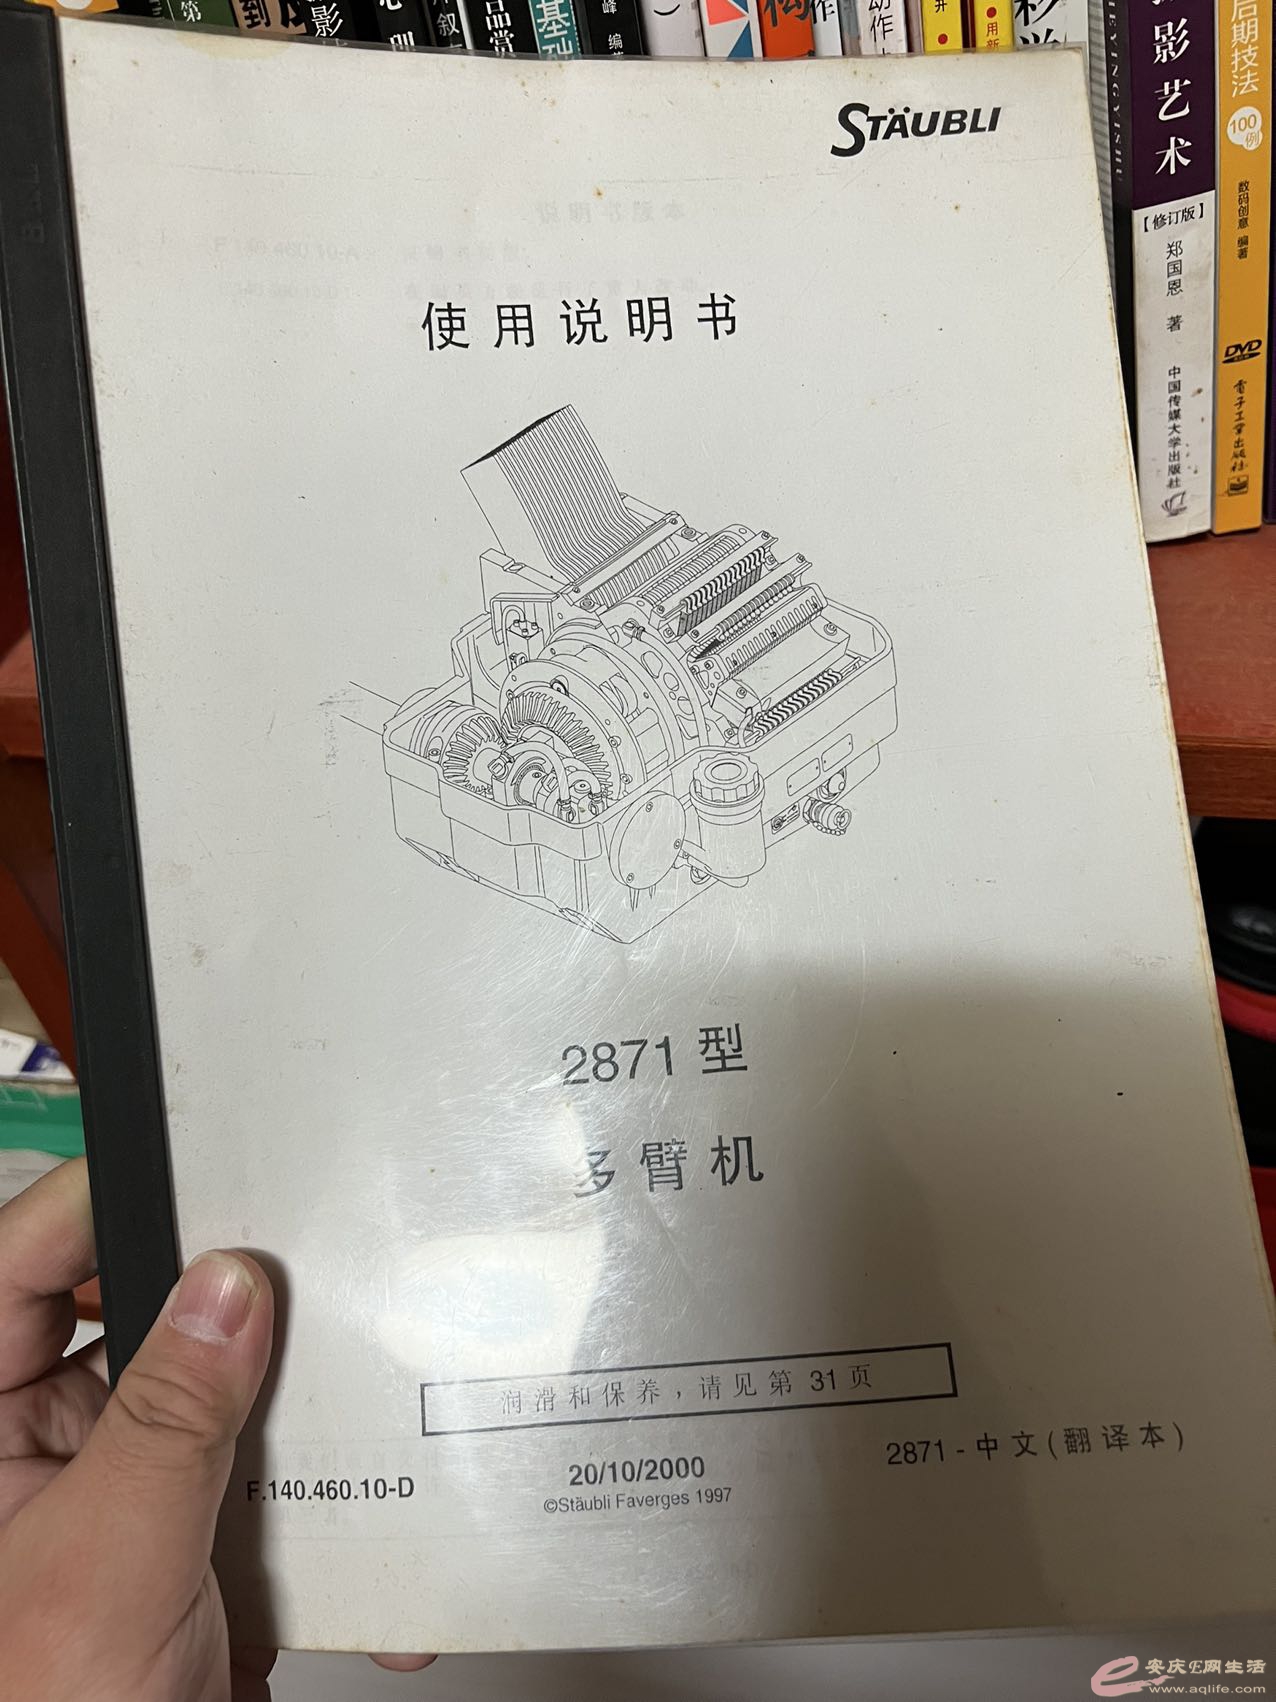 STÄUBLI
使用说明书
2871 型
多臂机
润滑和保养，请见第 31 页
2871 - 中文(翻译本)
F.140.460.10-D
20/10/2000
©Stäubli Faverges 1997
影艺术
【修订版】
郑国恩 著
中国传媒大学出版社
后期技法
100
例
数码创意 编著
DVD
电子工业出版社
安庆E网生活
www.aqlife.com